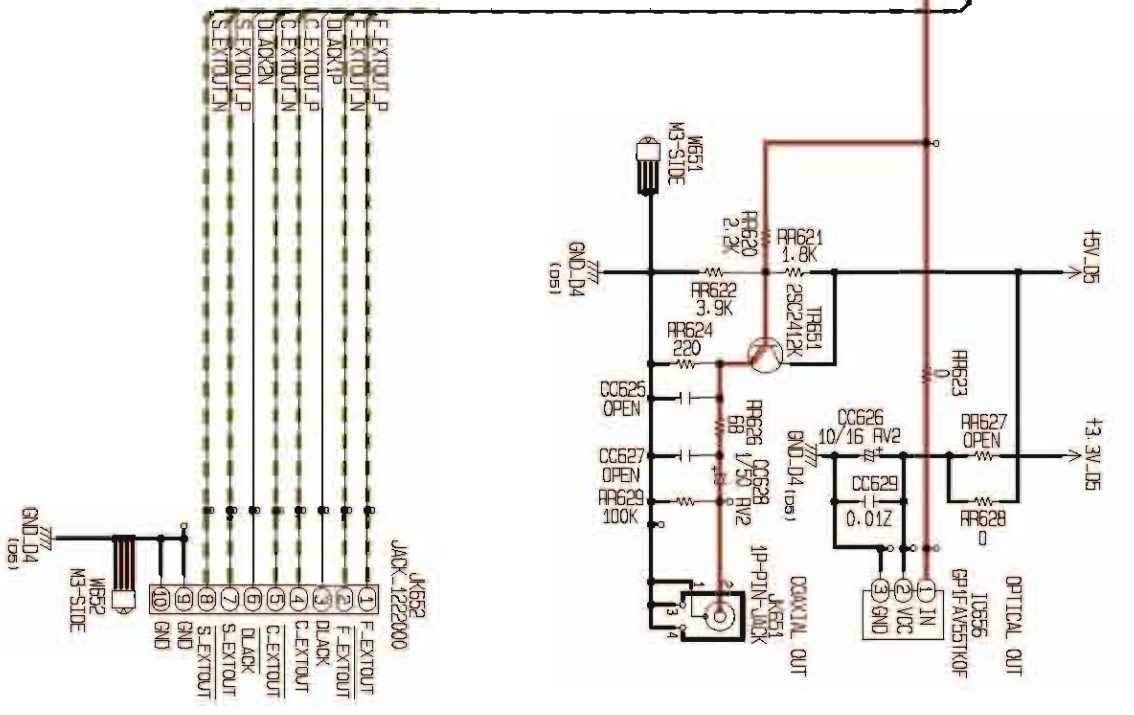 F_EXTOUT_P
F_EXTOUT_N
DLACK1P
C_EXTOUT_P
C_EXTOUT_N
DLACK2N
S_EXTOUT_P
S_EXTOUT_N
W651
M3-SIDE
GND_D4
(D5)
RR620
2.2K
RR621
1.8K
RR622
3.9K
2SC2412K
TR651
RR624
220
CC625
OPEN
RR626
68
CC627
OPEN
CC628
1/50 RV2
RR629
100K
+5V_D5
RR623
0
+3.3V_D5
CC626
10/16 RV2
+
RR627
OPEN
GND_D4 (D5)
CC629
0.01Z
RR628
0
OPTICAL OUT
IC656
GP1FAV55TK0F
1 IN
2 VCC
3 GND
COAXIAL OUT
JK651
1P-PIN-JACK
1
2
3
4
GND_D4
(D5)
W652
M3-SIDE
JK652
JACK_1222000
1 F_EXTOUT
2 F_EXTOUT
3 DLACK
4 C_EXTOUT
5 C_EXTOUT
6 DLACK
7 S_EXTOUT
8 S_EXTOUT
9 GND
10 GND